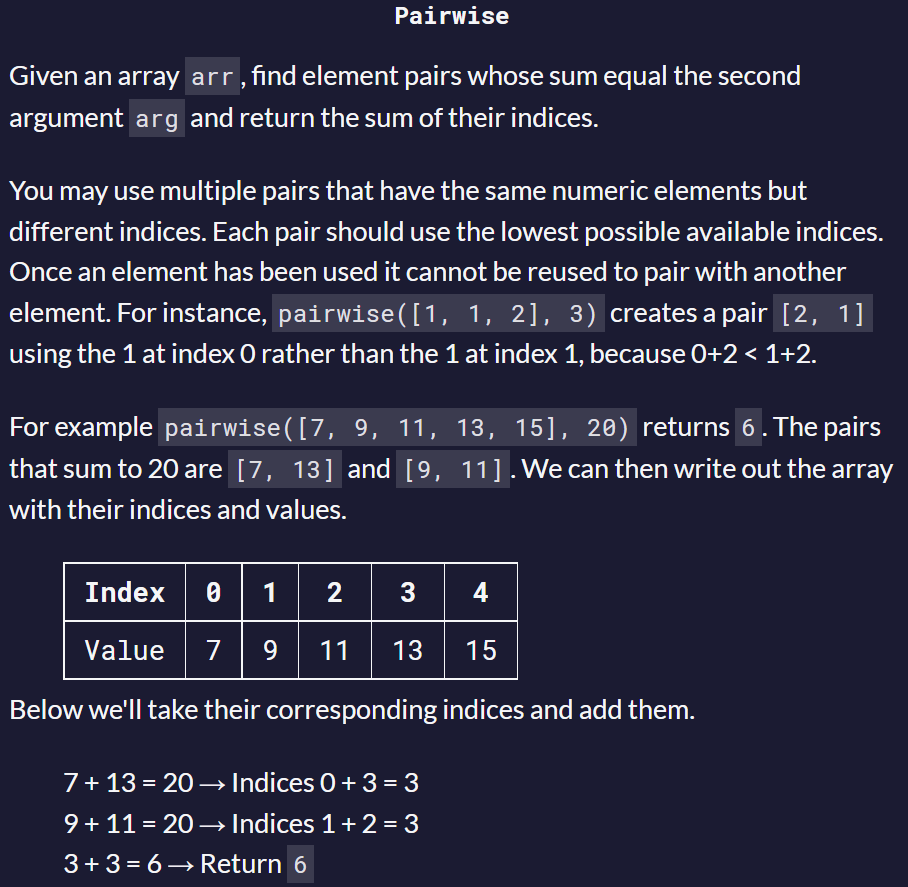 Pairwise
Given an array arr, find element pairs whose sum equal the second
argument arg and return the sum of their indices.
You may use multiple pairs that have the same numeric elements but
different indices. Each pair should use the lowest possible available indices.
Once an element has been used it cannot be reused to pair with another
element. For instance, pairwise([1, 1, 2], 3) creates a pair [2, 1]
using the 1 at index 0 rather than the 1 at index 1, because 0+2 < 1+2.
For example pairwise([7, 9, 11, 13, 15], 20) returns 6. The pairs
that sum to 20 are [7, 13] and [9, 11]. We can then write out the array
with their indices and values.
Index 0 1 2 3 4
Value 7 9 11 13 15
Below we'll take their corresponding indices and add them.
7 + 13 = 20 → Indices 0 + 3 = 3
9 + 11 = 20 → Indices 1 + 2 = 3
3 + 3 = 6 → Return 6